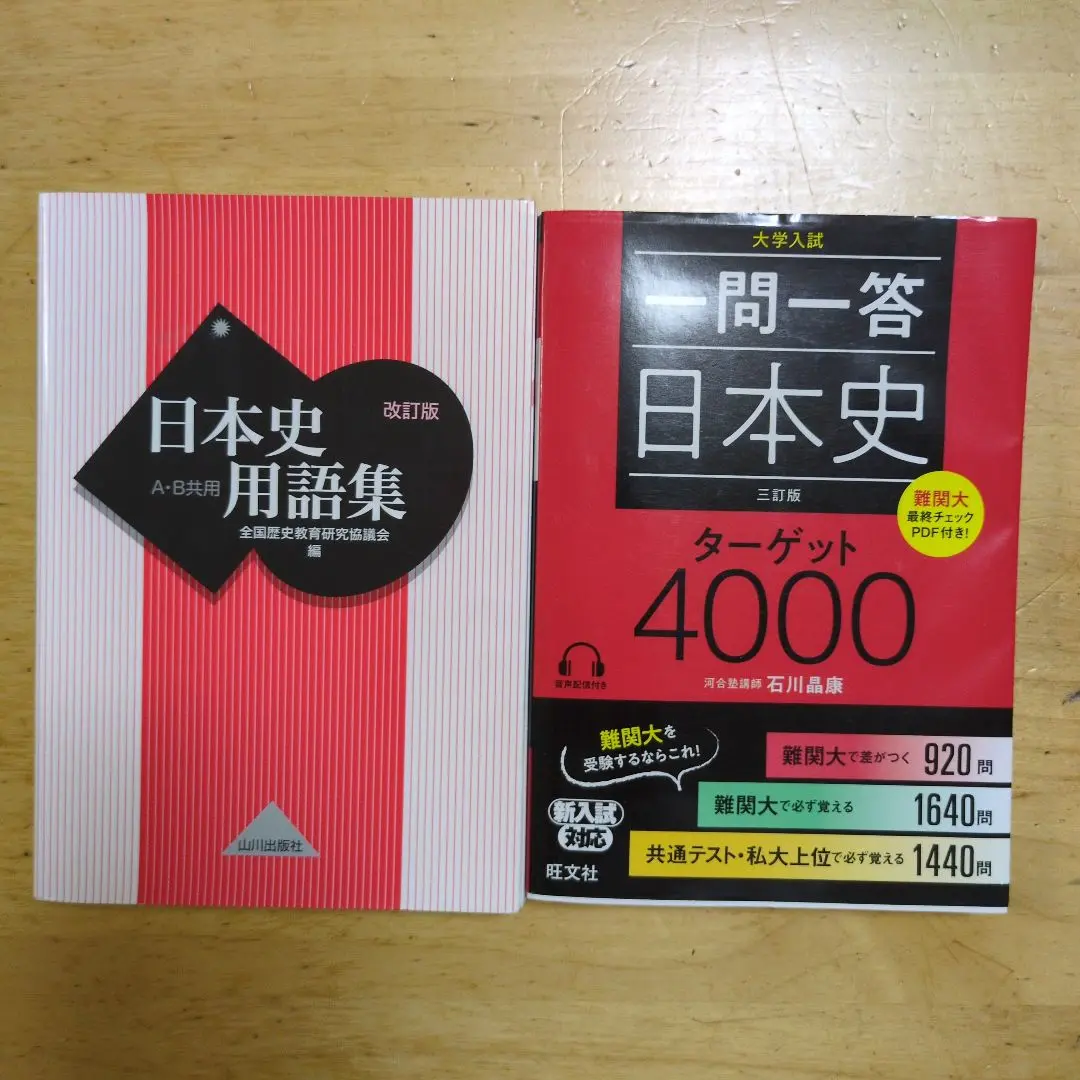 日本史
改訂版
A・B共用
用語集
全国歴史教育研究協議会
編
山川出版社
大学入試
一問一答
日本史
三訂版
難関大
最終チェック
PDF付き!
ターゲット
4000
音声配信付き
河合塾講師 石川晶康
難関大を
受験するならこれ!
新入試
対応
旺文社
難関大で差がつく 920問
難関大で必ず覚える 1640問
共通テスト・私大上位で必ず覚える 1440問